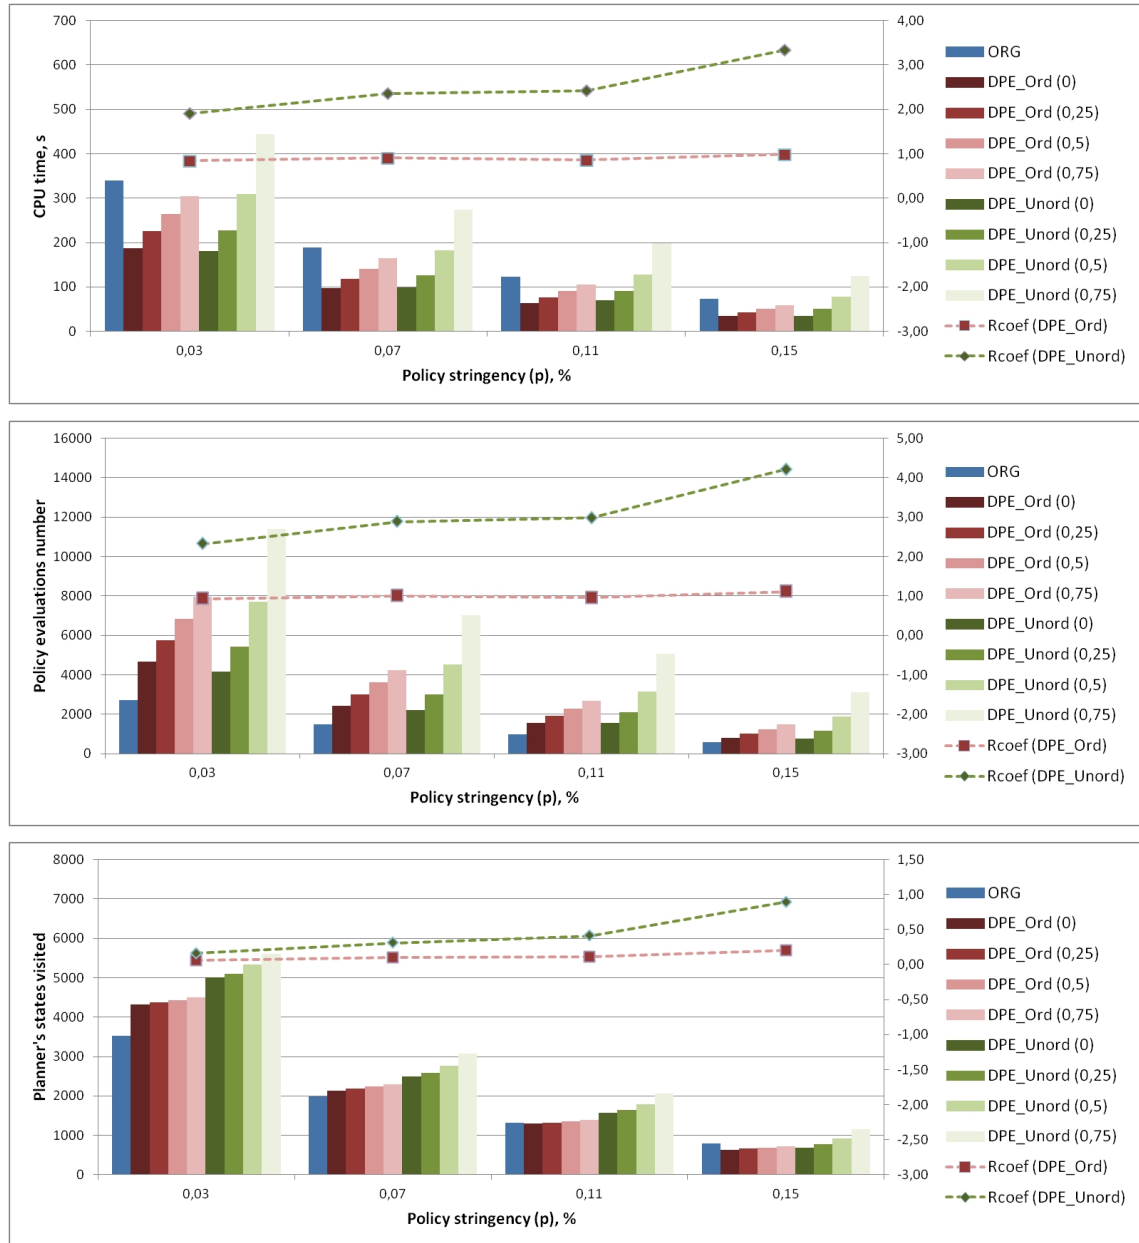 700
600
500
400
300
200
100
0
CPU time, s
4,00
3,00
2,00
1,00
0,00
-1,00
-2,00
-3,00
0,03
0,07
0,11
0,15
Policy stringency (p), %
ORG
DPE_Ord (0)
DPE_Ord (0,25)
DPE_Ord (0,5)
DPE_Ord (0,75)
DPE_Unord (0)
DPE_Unord (0,25)
DPE_Unord (0,5)
DPE_Unord (0,75)
Rcoef (DPE_Ord)
Rcoef (DPE_Unord)
16000
14000
12000
10000
8000
6000
4000
2000
0
Policy evaluations number
5,00
4,00
3,00
2,00
1,00
0,00
-1,00
-2,00
-3,00
0,03
0,07
0,11
0,15
Policy stringency (p), %
ORG
DPE_Ord (0)
DPE_Ord (0,25)
DPE_Ord (0,5)
DPE_Ord (0,75)
DPE_Unord (0)
DPE_Unord (0,25)
DPE_Unord (0,5)
DPE_Unord (0,75)
Rcoef (DPE_Ord)
Rcoef (DPE_Unord)
8000
7000
6000
5000
4000
3000
2000
1000
0
Planner's states visited
1,50
1,00
0,50
0,00
-0,50
-1,00
-1,50
-2,00
-2,50
-3,00
0,03
0,07
0,11
0,15
Policy stringency (p), %
ORG
DPE_Ord (0)
DPE_Ord (0,25)
DPE_Ord (0,5)
DPE_Ord (0,75)
DPE_Unord (0)
DPE_Unord (0,25)
DPE_Unord (0,5)
DPE_Unord (0,75)
Rcoef (DPE_Ord)
Rcoef (DPE_Unord)